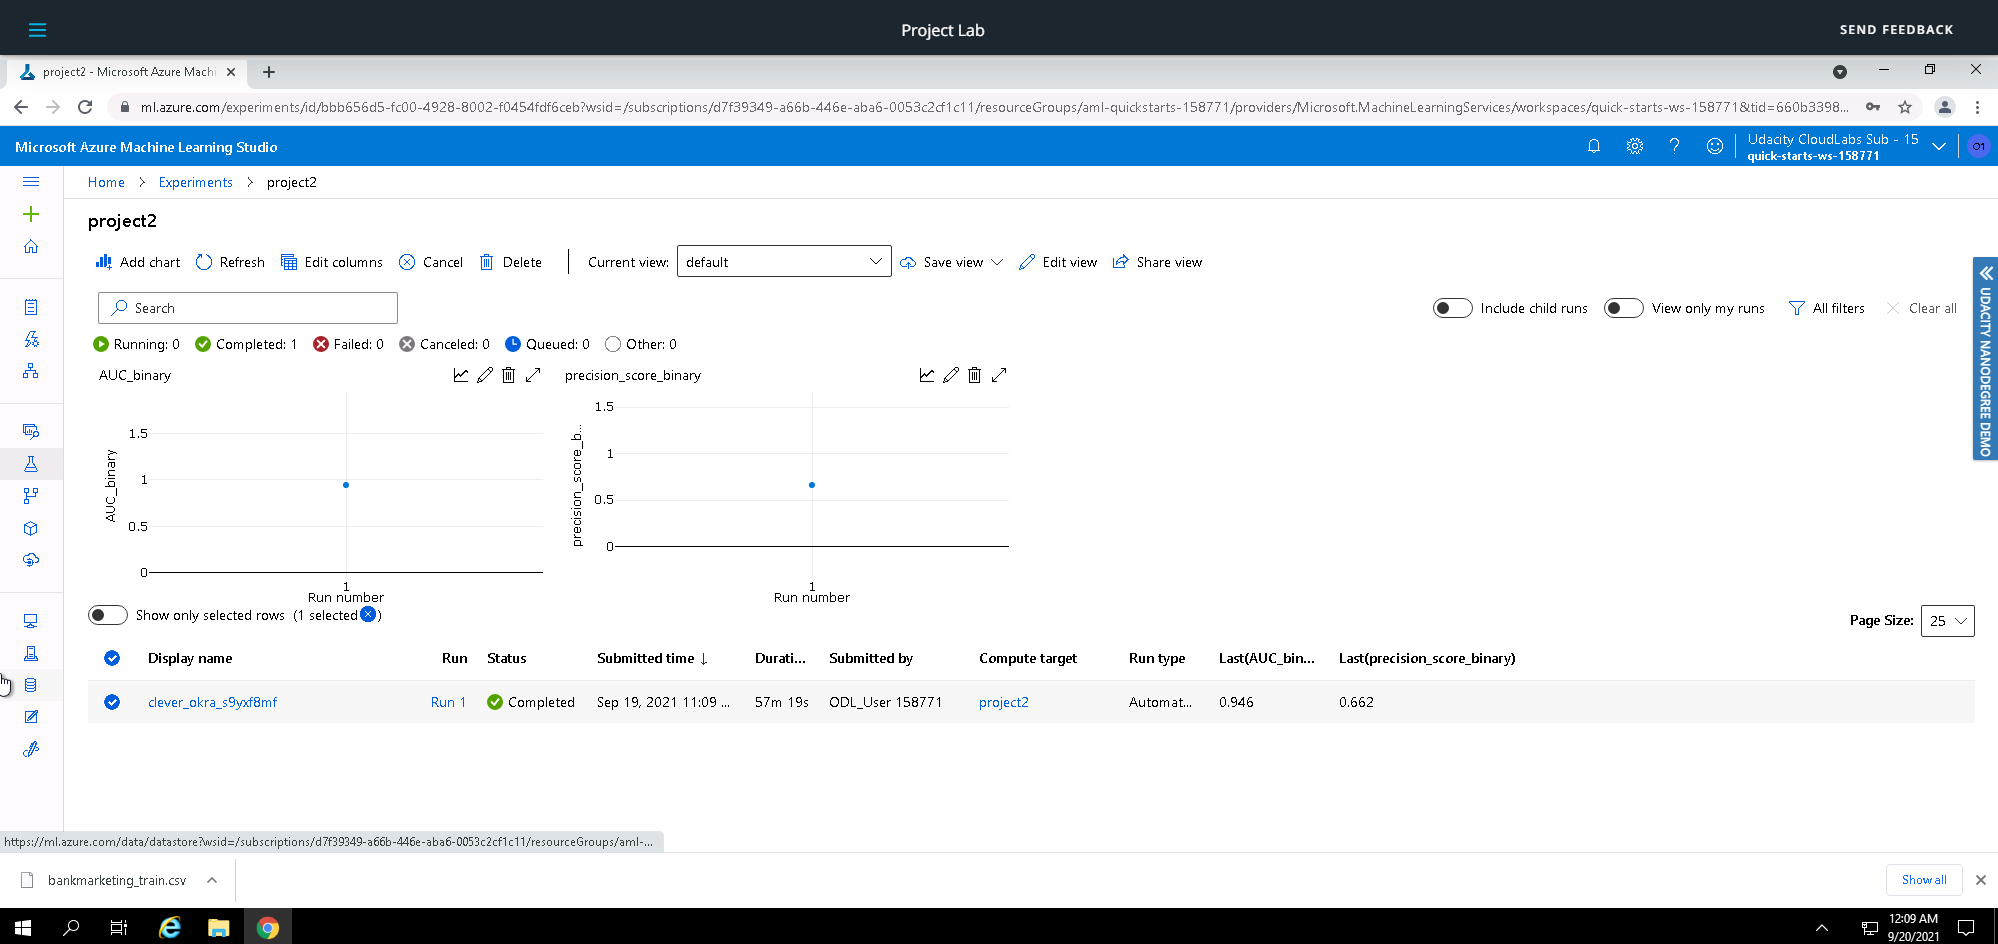 Project Lab
SEND FEEDBACK
project2 - Microsoft Azure Machi
ml.azure.com/experiments/id/bbb656d5-fc00-4928-8002-f0454fdf6ceb?wsid=/subscriptions/d7f39349-a66b-446e-aba6-0053c2cf1c11/resourceGroups/aml-quickstarts-158771/providers/Microsoft.MachineLearningServices/workspaces/quick-starts-ws-158771&tid=660b3398...
Microsoft Azure Machine Learning Studio
Udacity CloudLabs Sub - 15
quick-starts-ws-158771
O1
Home > Experiments > project2
project2
Add chart Refresh Edit columns Cancel Delete Current view: default Save view Edit view Share view
Search
Include child runs View only my runs All filters Clear all
UDACITY NANODEGREE DEMO
Running: 0 Completed: 1 Failed: 0 Canceled: 0 Queued: 0 Other: 0
AUC_binary
1.5
1
0.5
0
AUC_binary
1
Run number
precision_score_binary
1.5
1
0.5
0
precision_score_b...
1
Run number
Show only selected rows (1 selected )
Page Size: 25
Display name Run Status Submitted time ↓ Durati... Submitted by Compute target Run type Last(AUC_bin... Last(precision_score_binary)
clever_okra_s9yxf8mf Run 1 Completed Sep 19, 2021 11:09 ... 57m 19s ODL_User 158771 project2 Automat... 0.946 0.662
https://ml.azure.com/data/datastore?wsid=/subscriptions/d7f39349-a66b-446e-aba6-0053c2cf1c11/resourceGroups/aml-...
bankmarketing_train.csv
Show all
12:09 AM
9/20/2021